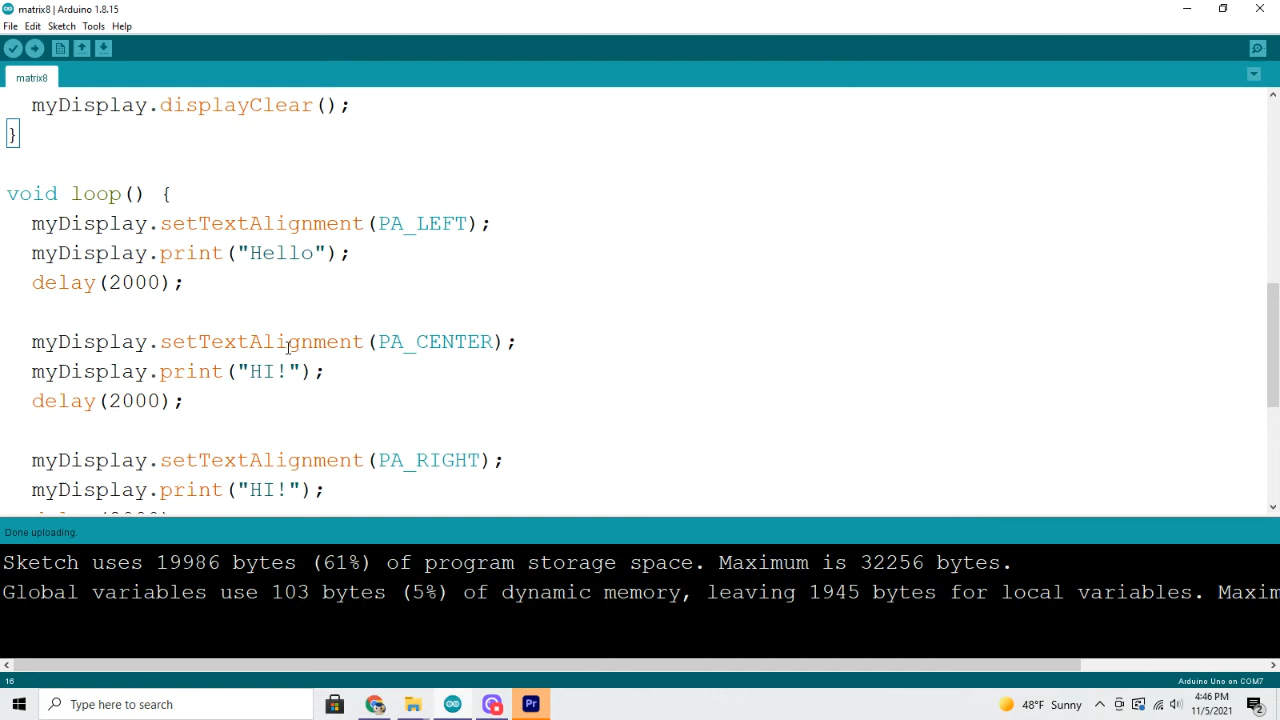 matrix8 | Arduino 1.8.15
File Edit Sketch Tools Help
matrix8
myDisplay.displayClear();
}
void loop() {
myDisplay.setTextAlignment(PA_LEFT);
myDisplay.print("Hello");
delay(2000);
myDisplay.setTextAlignment(PA_CENTER);
myDisplay.print("HI!");
delay(2000);
myDisplay.setTextAlignment(PA_RIGHT);
myDisplay.print("HI!");
Done uploading.
Sketch uses 19986 bytes (61%) of program storage space. Maximum is 32256 bytes.
Global variables use 103 bytes (5%) of dynamic memory, leaving 1945 bytes for local variables. Maxim
16
Arduino Uno on COM7
Type here to search
Pr
48°F Sunny
4:46 PM
11/5/2021
2